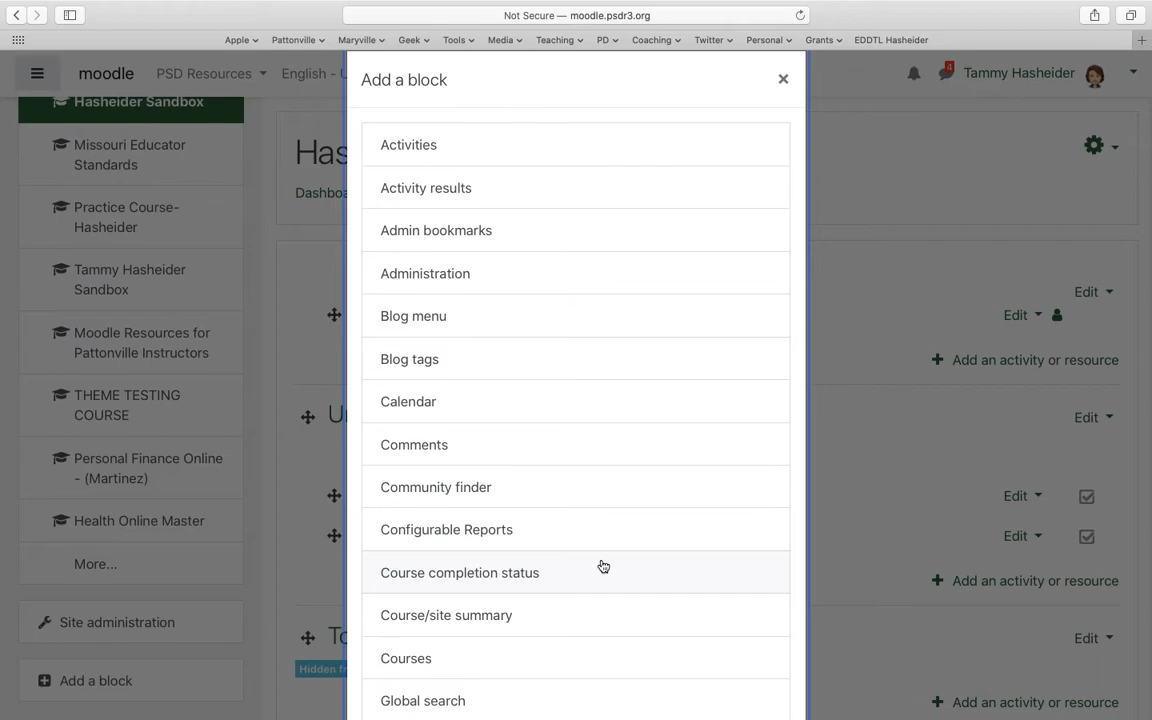 Not Secure — moodle.psdr3.org
Apple Pattonville Maryville Geek Tools Media Teaching PD Coaching Twitter Personal Grants EDDTL Hasheider
moodle PSD Resources English - U
Tammy Hasheider
Add a block
Hasheider Sandbox
Missouri Educator
Standards
Practice Course-
Hasheider
Tammy Hasheider
Sandbox
Moodle Resources for
Pattonville Instructors
THEME TESTING
COURSE
Personal Finance Online
- (Martinez)
Health Online Master
More...
Site administration
Add a block
Has
Dashboa
Activities
Activity results
Admin bookmarks
Administration
Blog menu
Blog tags
Calendar
Comments
Community finder
Configurable Reports
Course completion status
Course/site summary
Courses
Global search
Edit
Edit
Add an activity or resource
Edit
Edit
Edit
Add an activity or resource
To
Edit
Hidden fr
Add an activity or resource